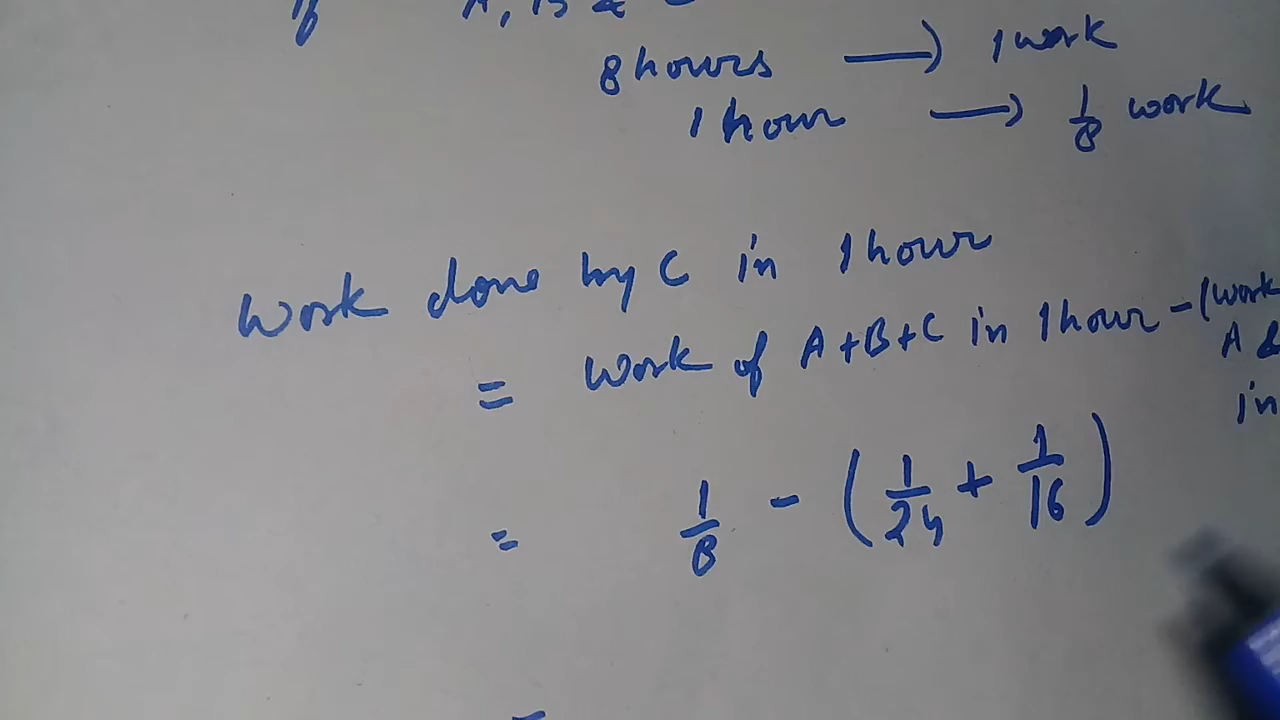 If A, B &
8 hours → 1 work
1 hour → 1/8 work
Work done by C in 1 hour
= Work of A+B+C in 1 hour - (work
A &
in
= 1/8 - (1/24 + 1/16)
=